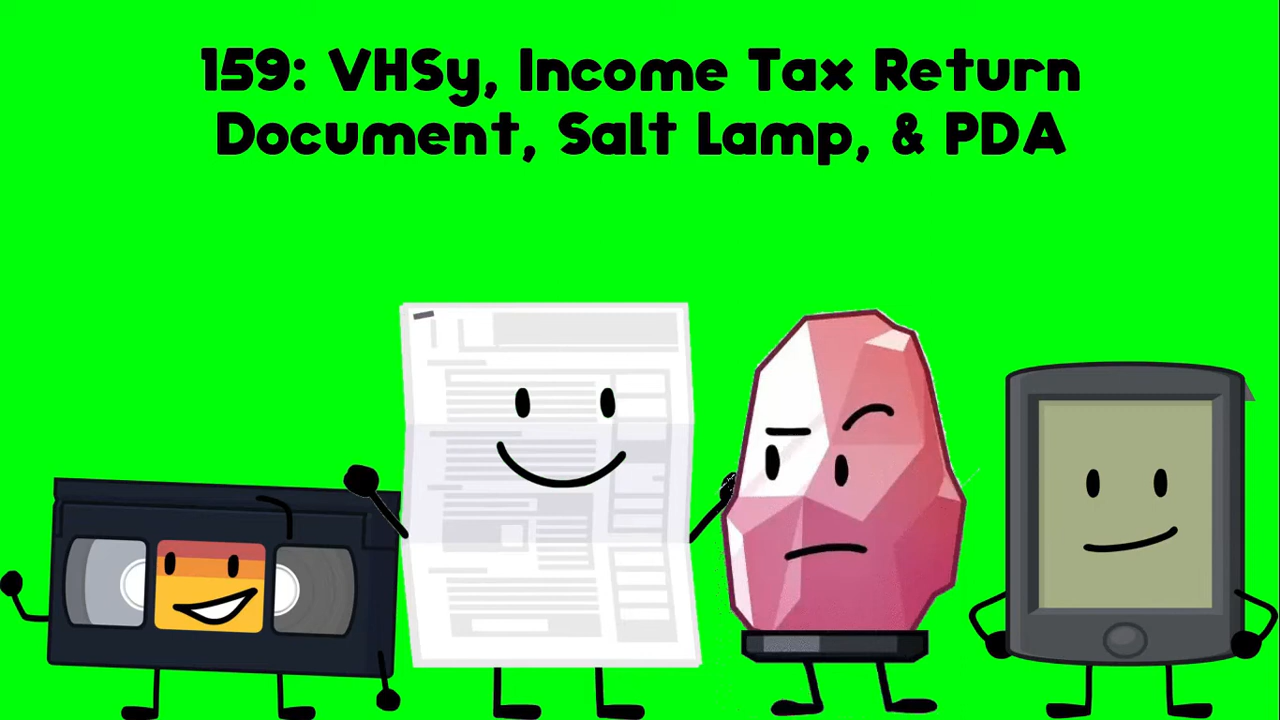 159: VHSy, Income Tax Return
Document, Salt Lamp, & PDA